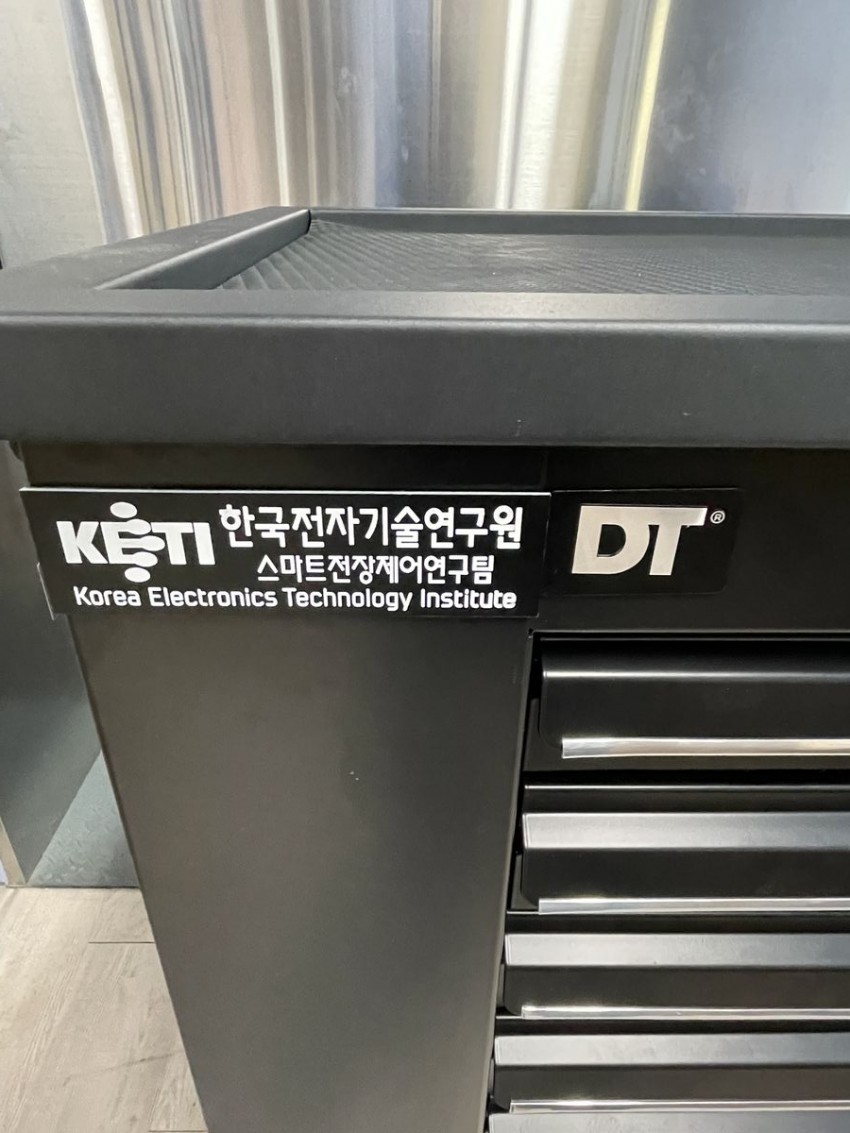 KETI 한국전자기술연구원
스마트전장제어연구팀
Korea Electronics Technology Institute
DT®